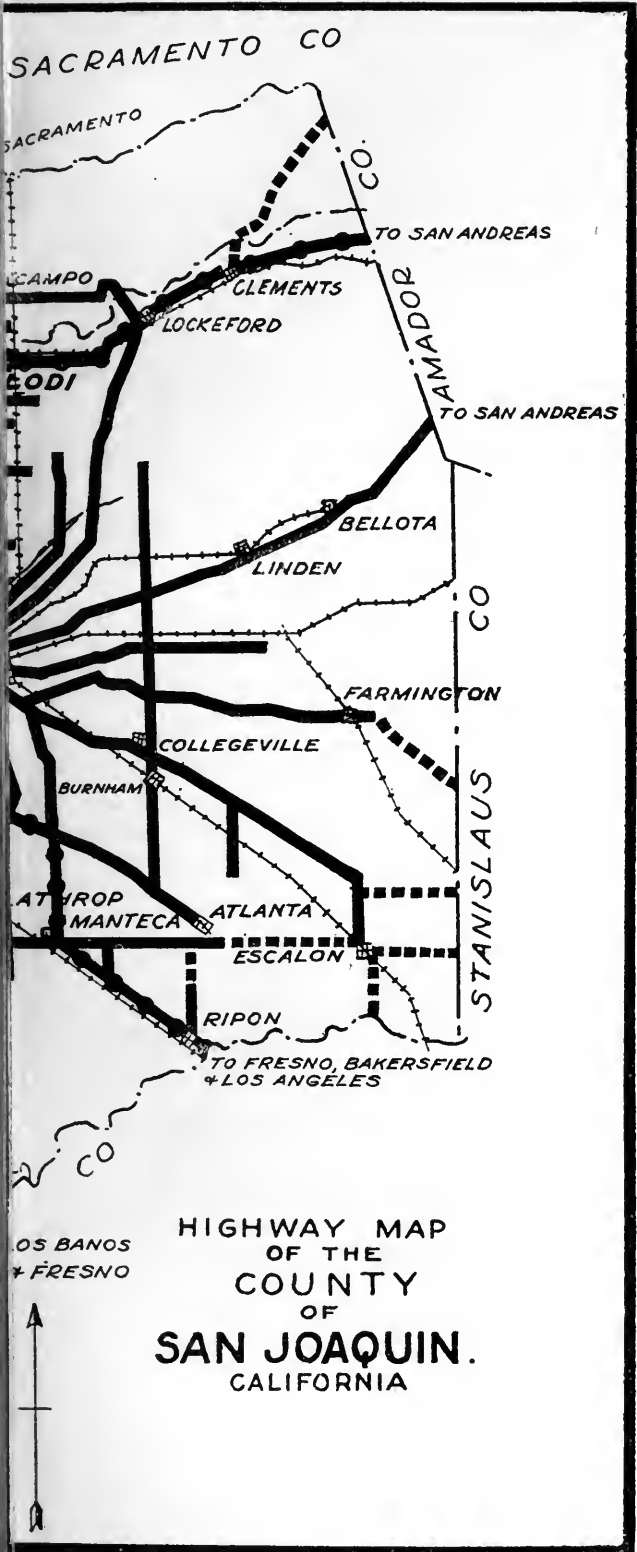 SACRAMENTO CO
SACRAMENTO
CO.
TO SAN ANDREAS
CAMPO
CLEMENTS
LOCKEFORD
AMADOR
ODI
TO SAN ANDREAS
BELLOTA
LINDEN
CO
FARMINGTON
COLLEGEVILLE
BURNHAM
STANISLAUS
ATHROP
MANTECA
ATLANTA
ESCALON
RIPON
TO FRESNO, BAKERSFIELD
& LOS ANGELES
CO
OS BANOS
& FRESNO
HIGHWAY MAP
OF THE
COUNTY
OF
SAN JOAQUIN.
CALIFORNIA